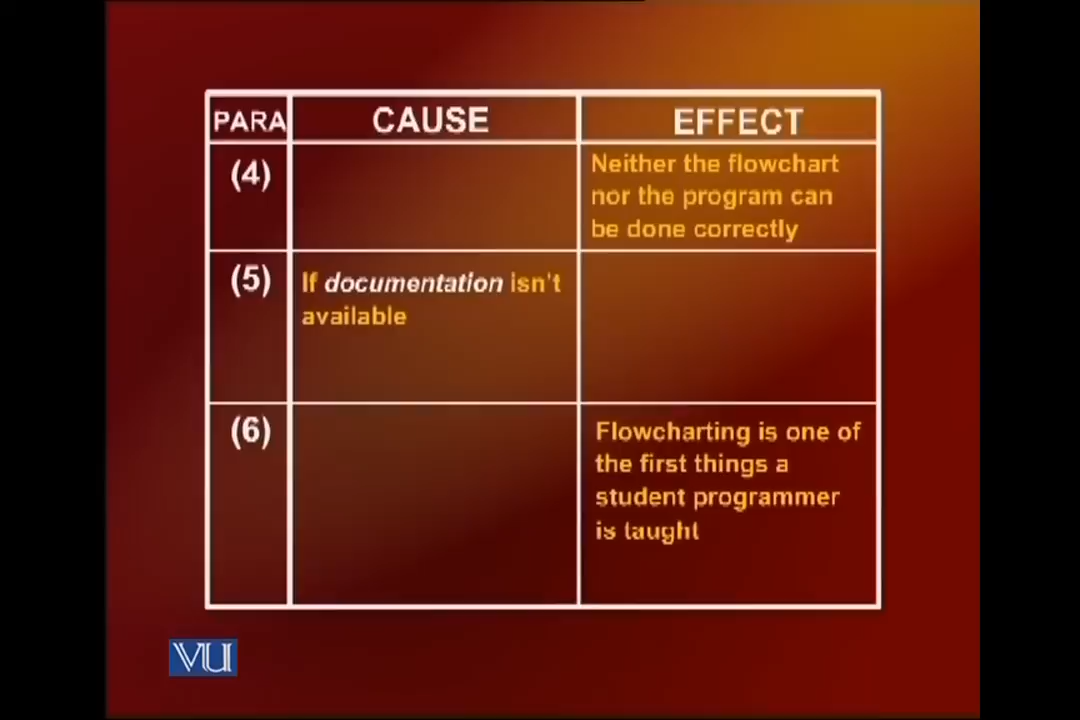 PARA CAUSE EFFECT
(4) Neither the flowchart
nor the program can
be done correctly
(5) If documentation isn't
available
(6) Flowcharting is one of
the first things a
student programmer
is taught
VU